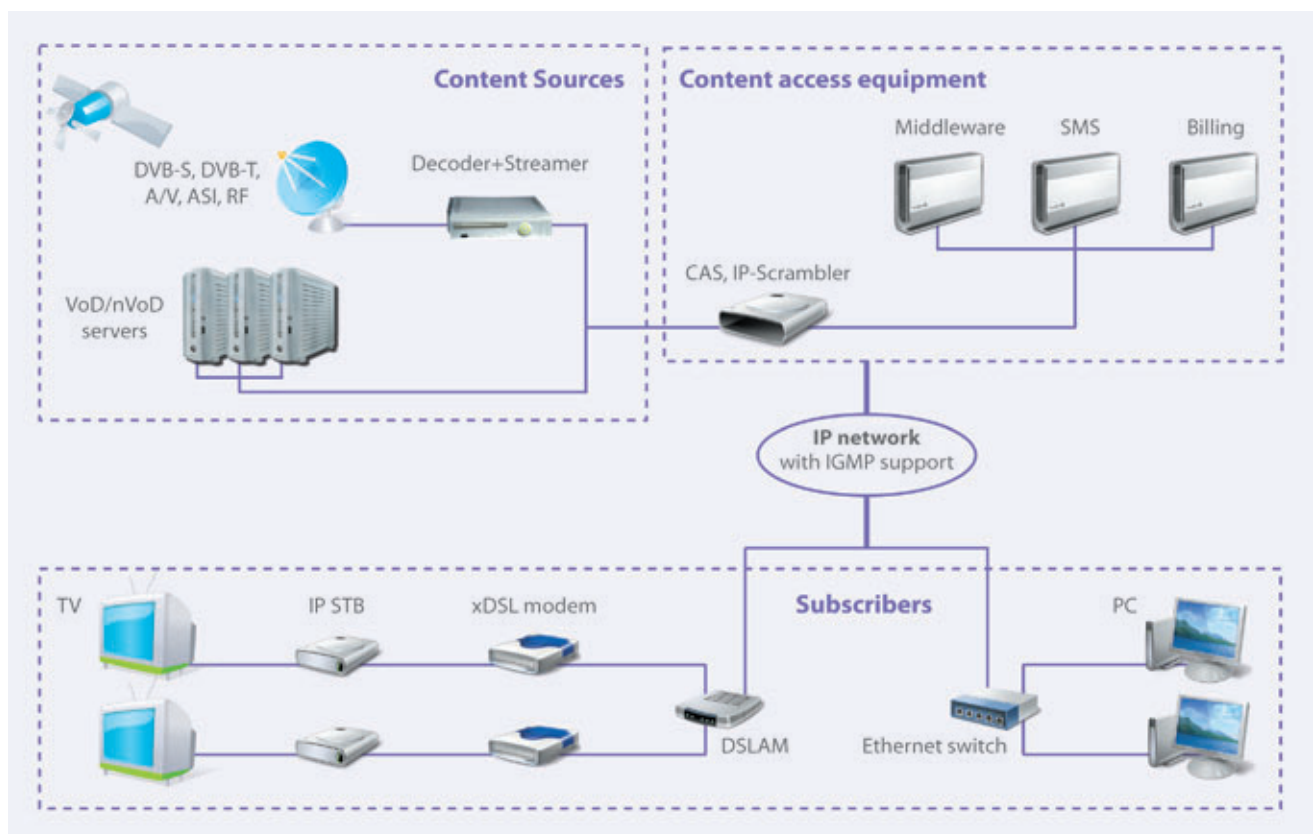 Content Sources
DVB-S, DVB-T,
A/V, ASI, RF
Decoder+Streamer
VoD/nVoD
servers
Content access equipment
Middleware
SMS
Billing
CAS, IP-Scrambler
IP network
with IGMP support
Subscribers
TV
IP STB
xDSL modem
DSLAM
Ethernet switch
PC